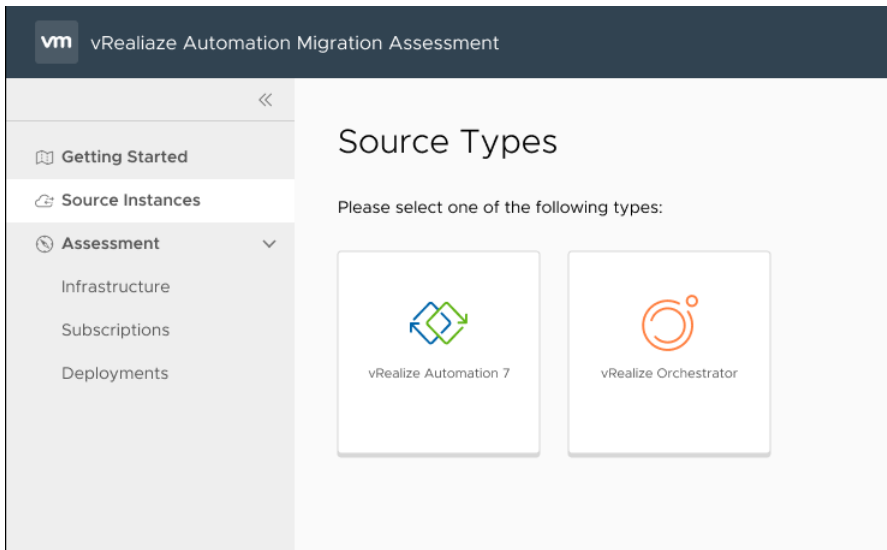 vm vRealiaze Automation Migration Assessment
Getting Started
Source Instances
Assessment
Infrastructure
Subscriptions
Deployments
Source Types
Please select one of the following types:
vRealize Automation 7
vRealize Orchestrator